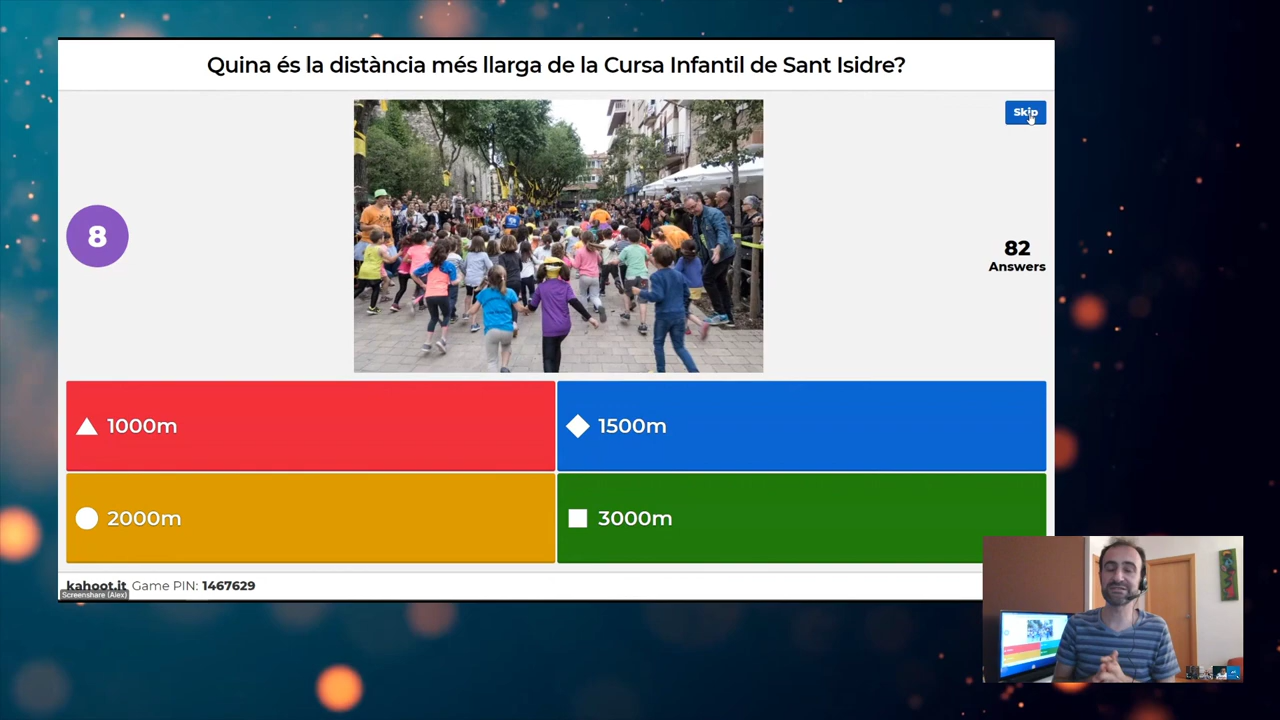 Quina és la distància més llarga de la Cursa Infantil de Sant Isidre?
Skip
8
82
Answers
1000m
1500m
2000m
3000m
kahoot.it Game PIN: 1467629
Screenshare (Alex)